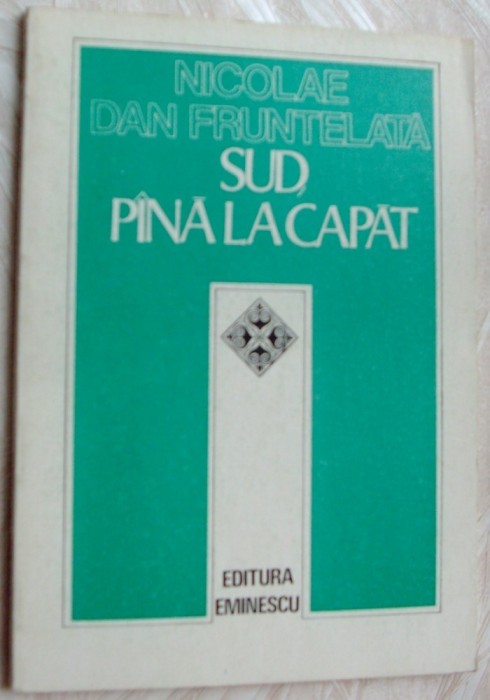 NICOLAE
DAN FRUNTELATĂ
SUD,
PÎNĂ LA CAPĂT
EDITURA
EMINESCU